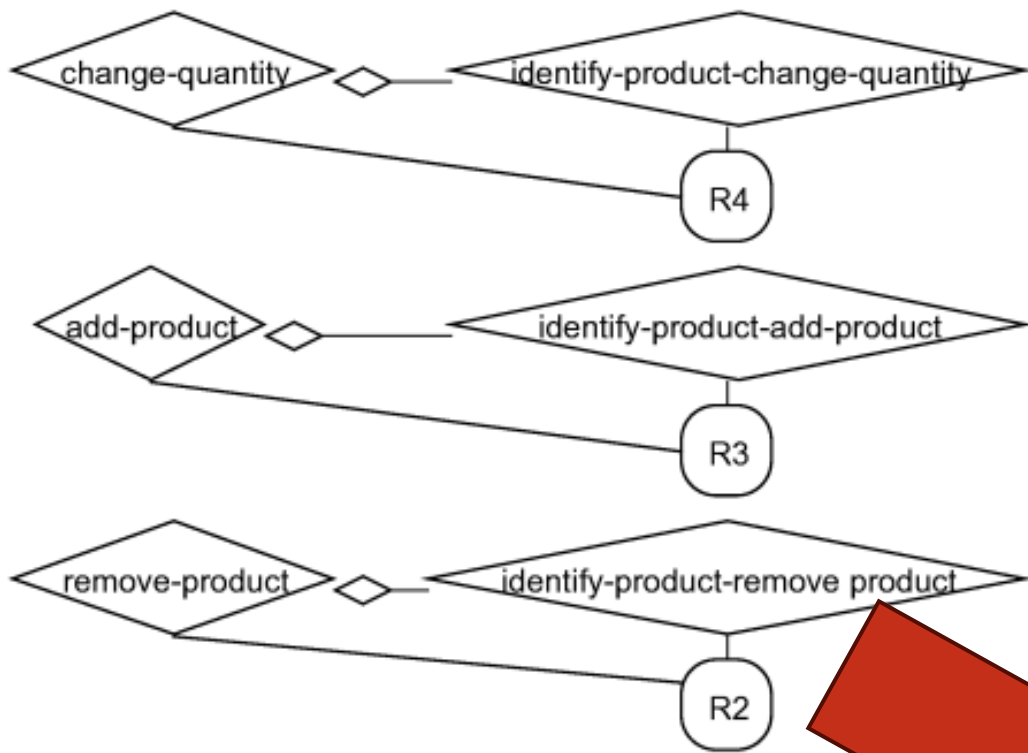 change-quantity
identify-product-change-quantity
R4
add-product
identify-product-add-product
R3
remove-product
identify-product-remove product
R2